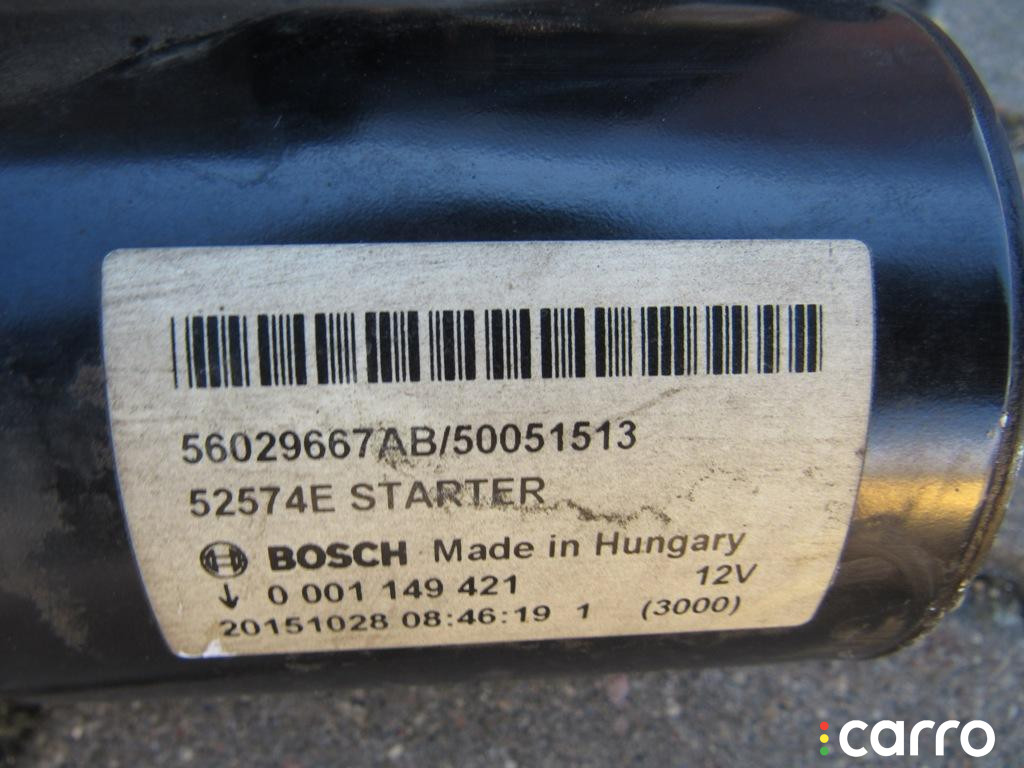 56029667AB/50051513
52574E STARTER
BOSCH Made in Hungary
↓ 0 001 149 421 12V
20151028 08:46:19 1 (3000)
carro